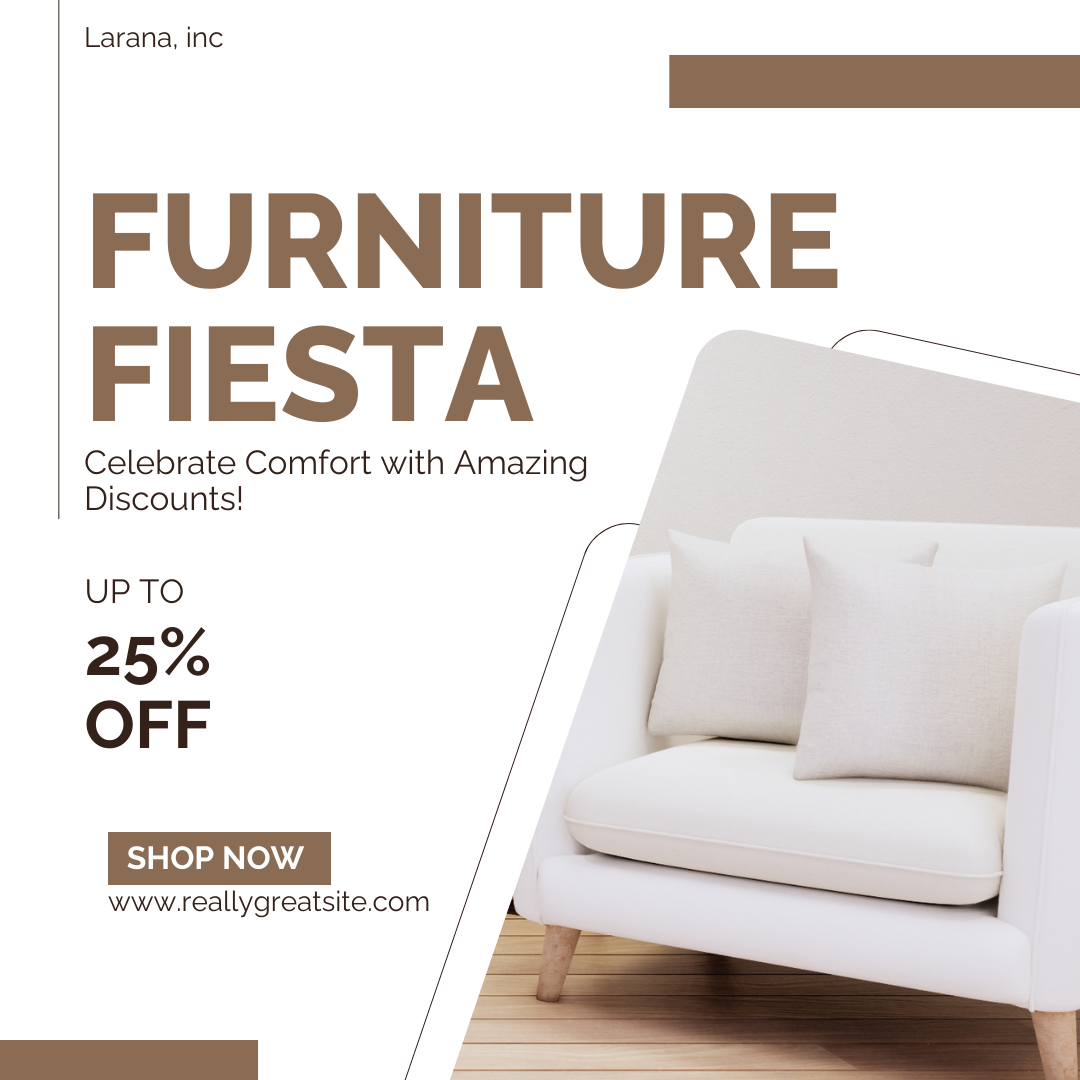 Larana, inc
FURNITURE
FIESTA
Celebrate Comfort with Amazing
Discounts!
UP TO
25%
OFF
SHOP NOW
www.reallygreatsite.com